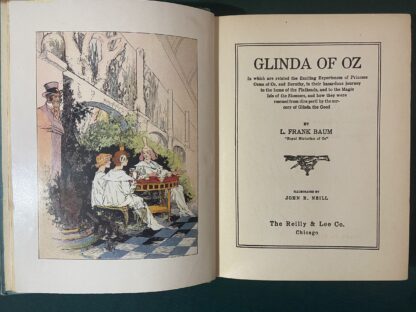 GLINDA OF OZ
In which are related the Exciting Experiences of Princess
Ozma of Oz, and Dorothy, in their hazardous journey
to the home of the Flatheads, and to the Magic
Isle of the Skeezers, and how they were
rescued from dire peril by the sor-
cery of Glinda the Good
BY
L. FRANK BAUM
"Royal Historian of Oz"
ILLUSTRATED BY
JOHN R. NEILL
The Reilly & Lee Co.
Chicago